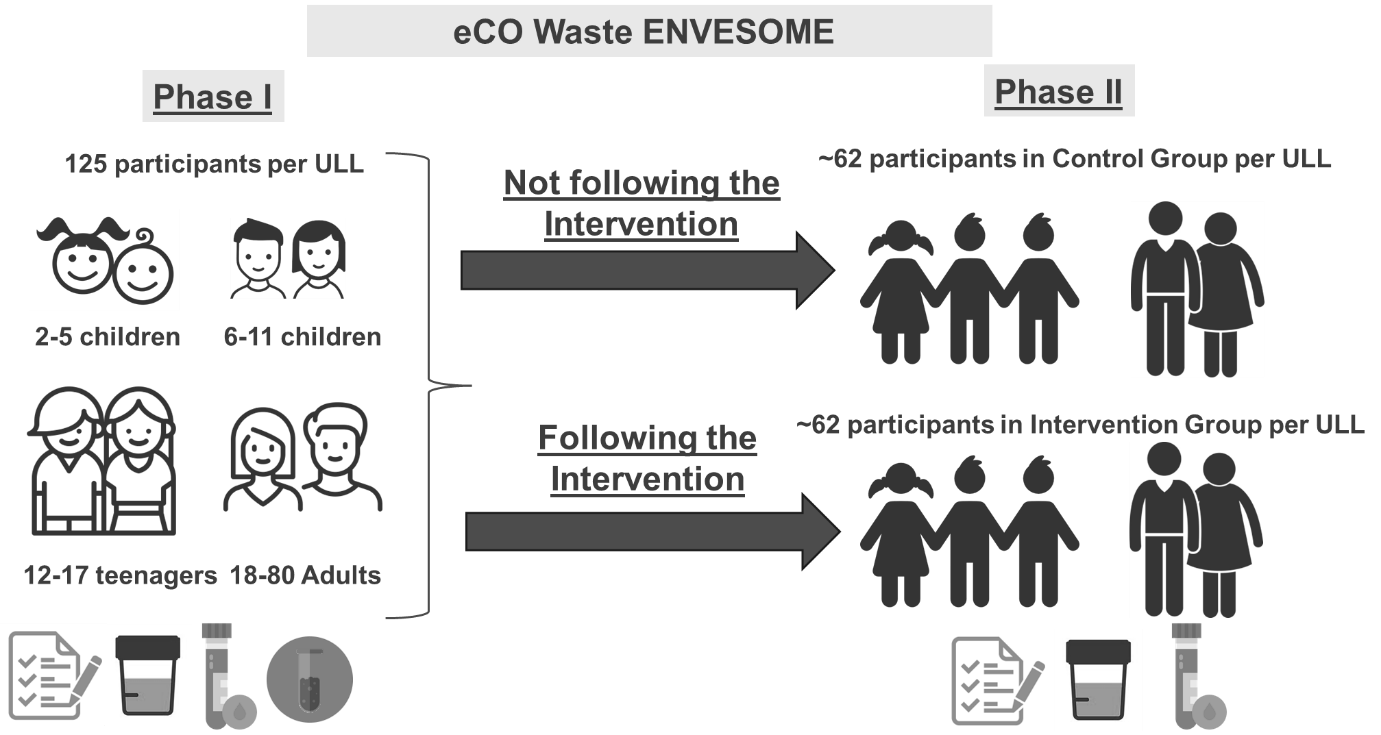 eCO Waste ENVESOME
Phase I
Phase II
125 participants per ULL
2-5 children
6-11 children
12-17 teenagers
18-80 Adults
Not following the
Intervention
Following the
Intervention
~62 participants in Control Group per ULL
~62 participants in Intervention Group per ULL